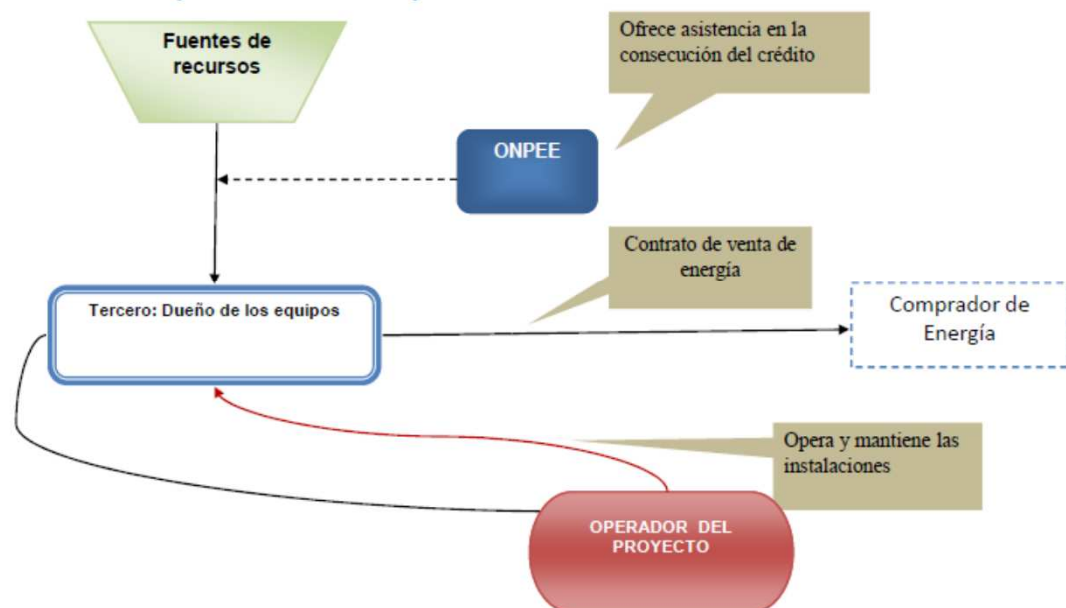 Fuentes de
recursos
Ofrece asistencia en la
consecución del crédito
ONPEE
Contrato de venta de
energía
Tercero: Dueño de los equipos
Comprador de
Energía
Opera y mantiene las
instalaciones
OPERADOR DEL
PROYECTO